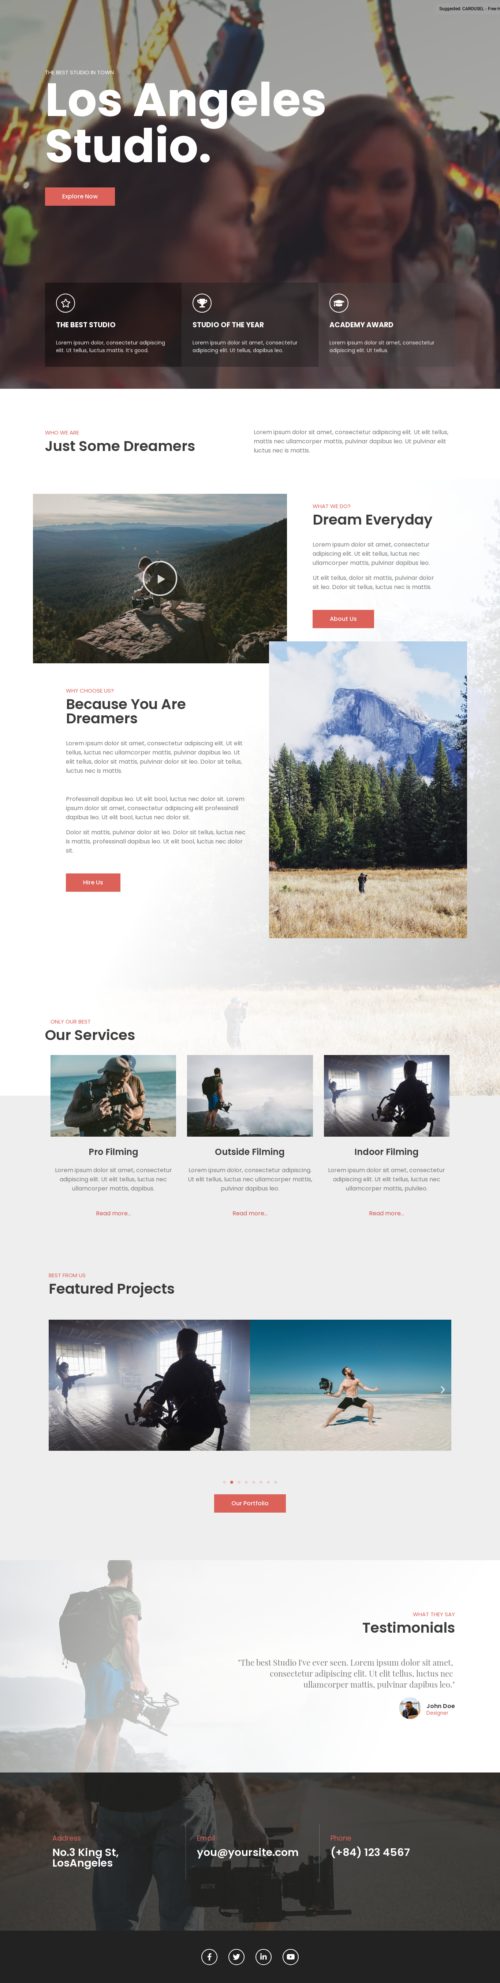 Suggested: CAROUSEL - Free H
THE BEST STUDIO IN TOWN
Los Angeles
Studio.
Explore Now
THE BEST STUDIO
Lorem ipsum dolor, consectetur adipiscing
elit. Ut tellus, luctus mattis. It's good.
STUDIO OF THE YEAR
Lorem ipsum dolor sit amet, consectetur
adipiscing elit. Ut tellus, dapibus leo.
ACADEMY AWARD
Lorem ipsum dolor sit amet, consectetur
adipiscing elit. Ut tellus.
WHO WE ARE
Just Some Dreamers
Lorem ipsum dolor sit amet, consectetur adipiscing elit. Ut elit tellus,
mattis nec ullamcorper mattis, pulvinar dapibus leo. Ut pulvinar elit
luctus nec is mattis.
WHAT WE DO?
Dream Everyday
Lorem ipsum dolor sit amet, consectetur
adipiscing elit. Ut elit tellus, luctus nec
ullamcorper mattis, pulvinar dapibus leo.
Ut elit tellus, dolor sit mattis, pulvinar dolor
sit leo. Dolor sit tellus, luctus nec is mattis.
About Us
WHY CHOOSE US?
Because You Are
Dreamers
Lorem ipsum dolor sit amet, consectetur adipiscing elit. Ut elit
tellus, luctus nec ullamcorper mattis, pulvinar dapibus leo. Ut
elit tellus, dolor sit mattis, pulvinar dolor sit leo. Dolor sit tellus,
luctus nec is mattis.
Professinall dapibus leo. Ut elit bool, luctus nec dolor sit. Lorem
ipsum dolor sit amet, consectetur adipiscing elit professinall
dapibus leo. Ut elit bool, luctus nec dolor sit.
Dolor sit mattis, pulvinar dolor sit leo. Dolor sit tellus, luctus nec
is mattis, professinall dapibus leo. Ut elit bool, luctus nec dolor
sit.
Hire Us
ONLY OUR BEST
Our Services
Pro Filming
Lorem ipsum dolor sit amet, consectetur
adipiscing elit. Ut elit tellus, luctus nec
ullamcorper mattis, dapibus.
Read more..
Outside Filming
Lorem ipsum dolor sit amet, consectetur adipiscing.
Ut elit tellus, luctus nec ullamcorper mattis,
pulvinar dapibus leo.
Read more..
Indoor Filming
Lorem ipsum dolor sit amet, consectetur
adipiscing elit. Ut elit tellus, luctus nec
ullamcorper mattis, pulvileo.
Read more..
BEST FROM US
Featured Projects
Our Portfolio
WHAT THEY SAY
Testimonials
"The best Studio I've ever seen. Lorem ipsum dolor sit amet,
consectetur adipiscing elit. Ut elit tellus, luctus nec
ullamcorper mattis, pulvinar dapibus leo."
John Doe
Designer
Address
No.3 King St,
LosAngeles
Email
you@yoursite.com
Phone
(+84) 123 4567